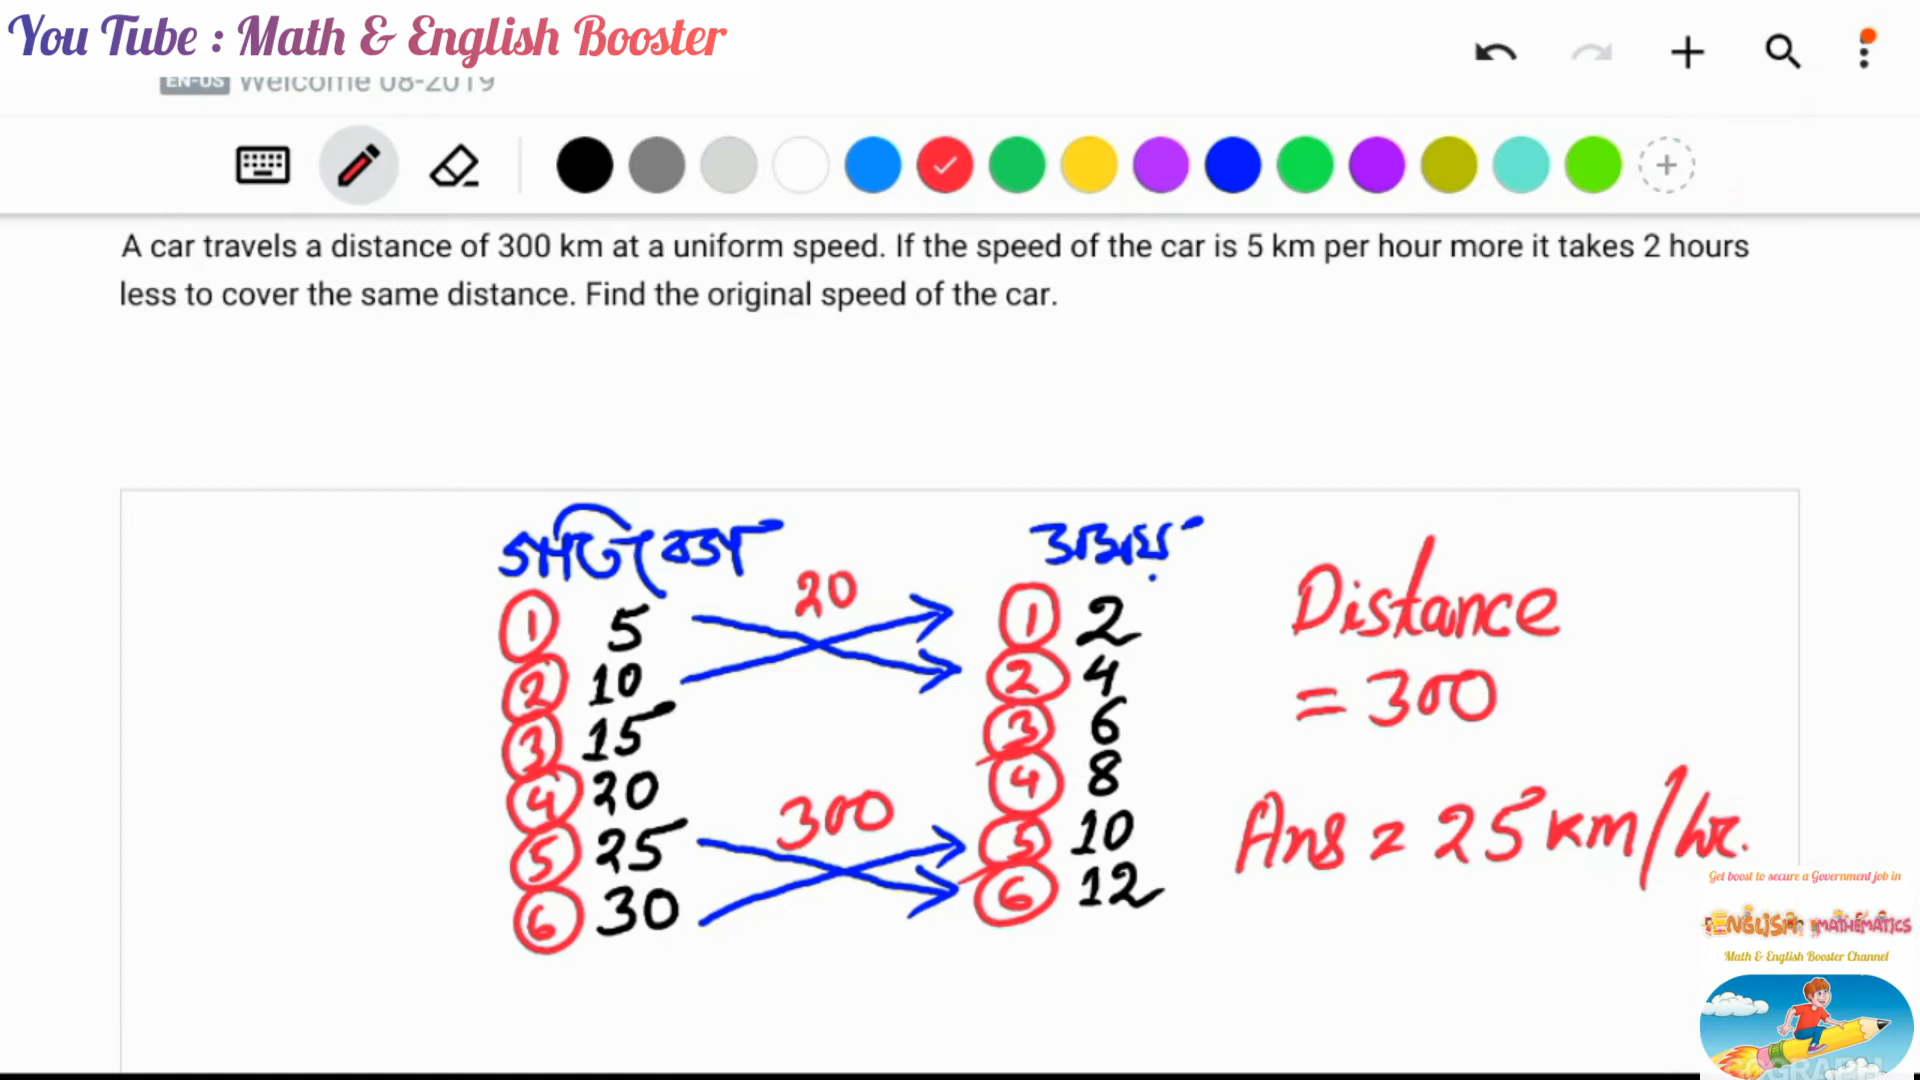 You Tube : Math & English Booster
EN-US Welcome 08-2019
A car travels a distance of 300 km at a uniform speed. If the speed of the car is 5 km per hour more it takes 2 hours
less to cover the same distance. Find the original speed of the car.
গতিবেগ সময়
20
1 5 1 2
2 10 2 4
3 15 3 6
4 20 4 8
300
5 25 5 10
6 30 6 12
Distance
= 300
Ans = 25 km/hr.
Get boost to secure a Government job in
ENGLISH MATHEMATICS
Math & English Booster Channel